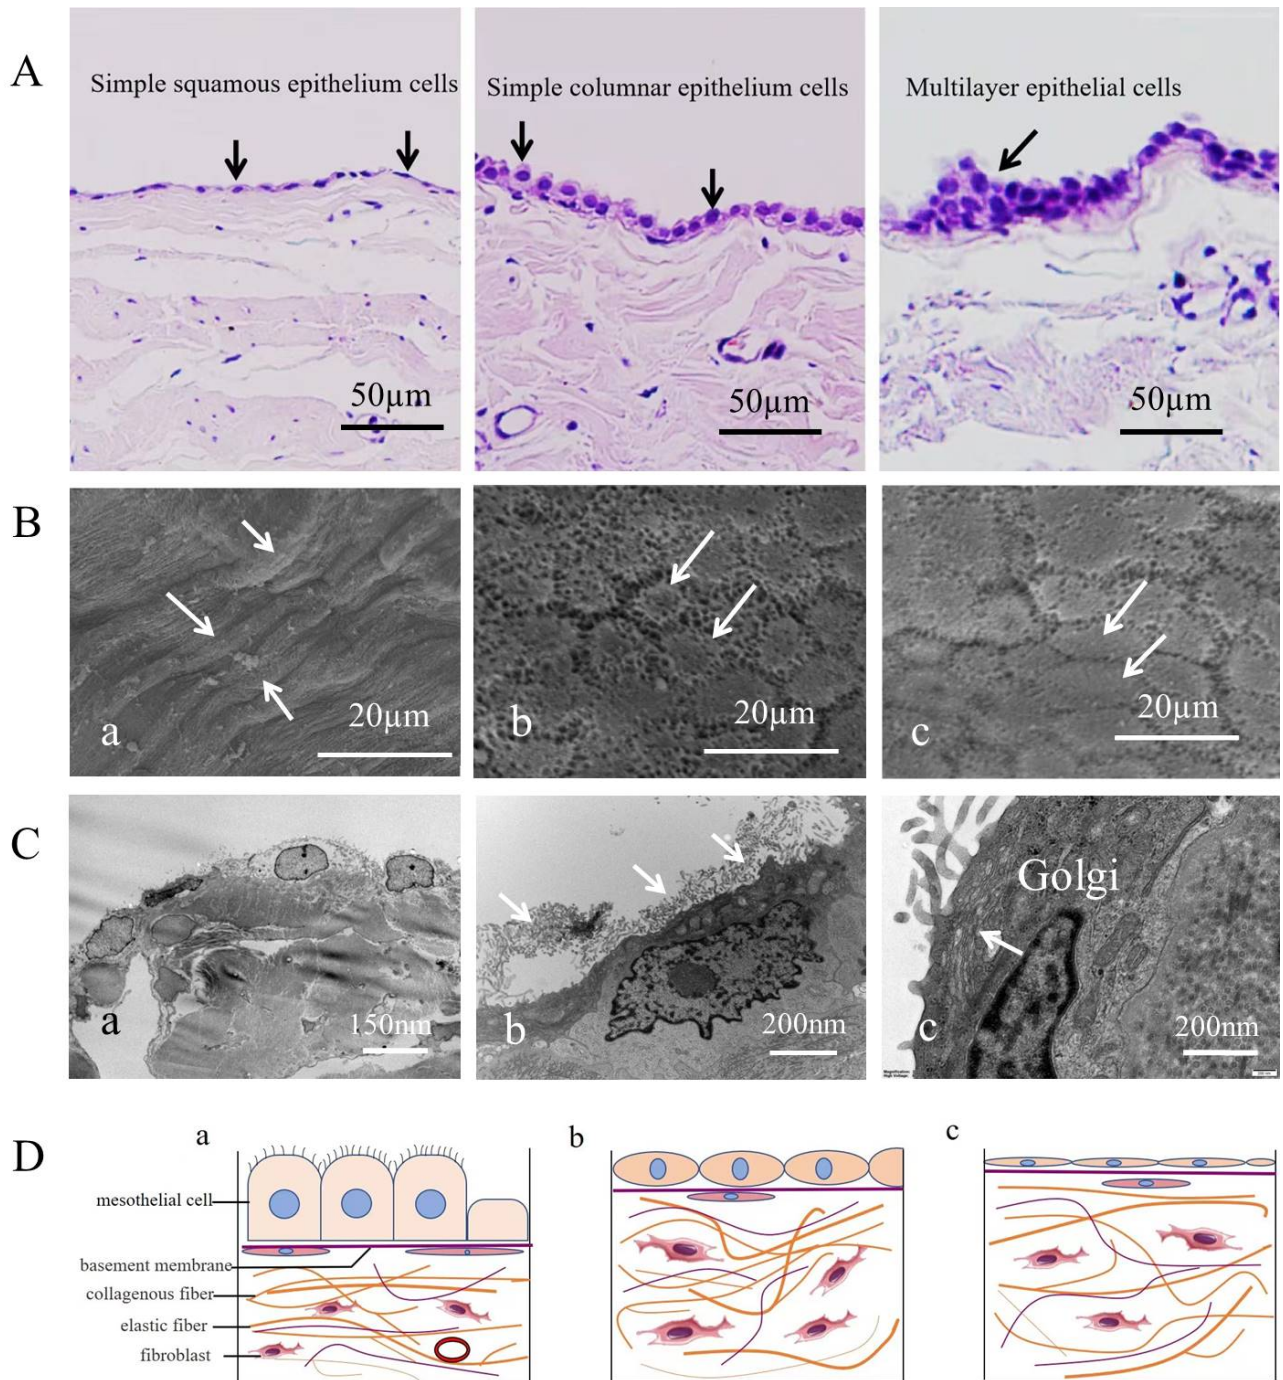 A
Simple squamous epithelium cells
Simple columnar epithelium cells
Multilayer epithelial cells
50µm
50µm
50µm
B
a
20µm
b
20µm
c
20µm
C
a
150nm
b
200nm
Golgi
c
200nm
D
a
b
c
mesothelial cell
basement membrane
collagenous fiber
elastic fiber
fibroblast